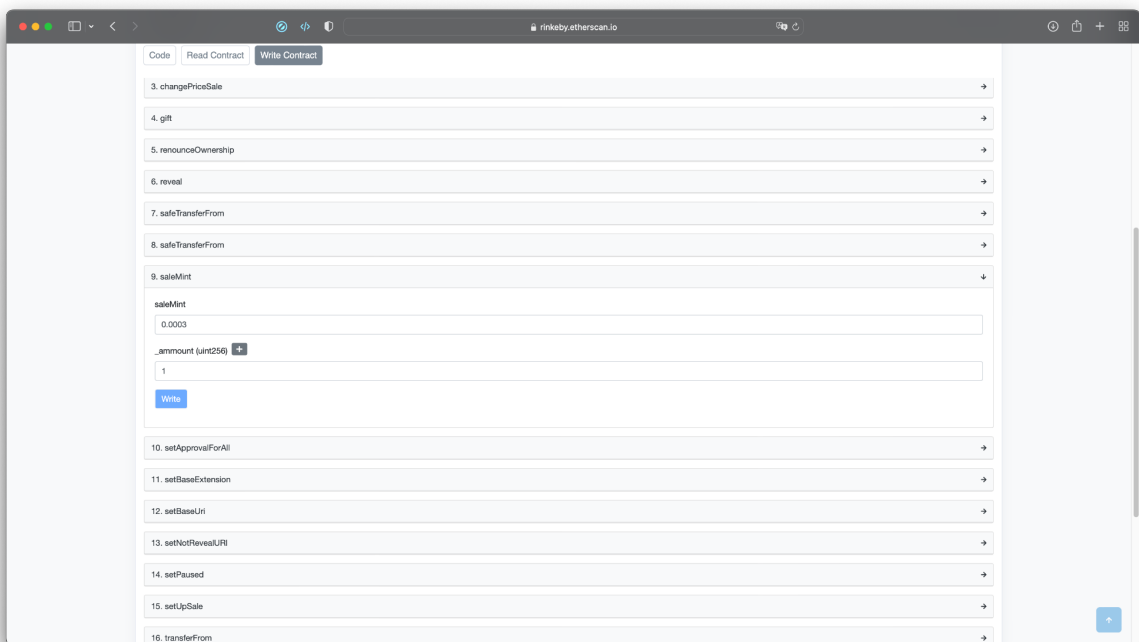 rinkeby.etherscan.io
Code Read Contract Write Contract
3. changePriceSale
4. gift
5. renounceOwnership
6. reveal
7. safeTransferFrom
8. safeTransferFrom
9. saleMint
saleMint
0.0003
_ammount (uint256) +
1
Write
10. setApprovalForAll
11. setBaseExtension
12. setBaseUri
13. setNotRevealURI
14. setPaused
15. setUpSale
16. transferFrom